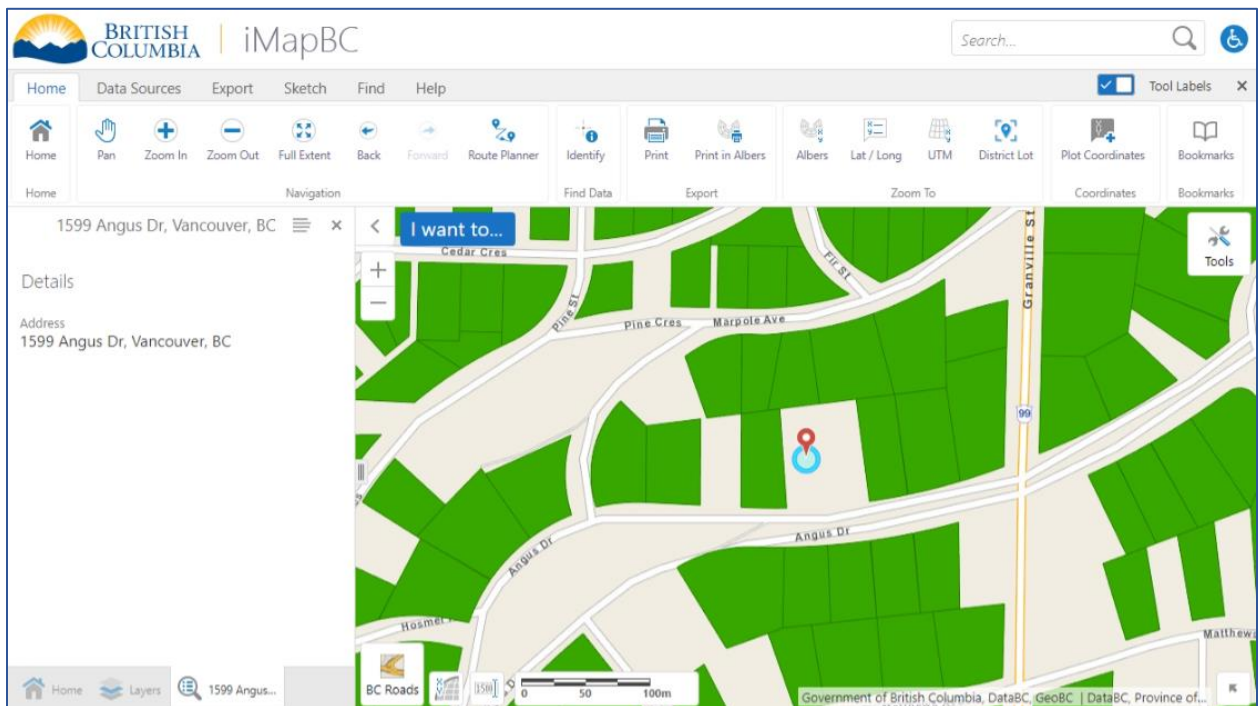 BRITISH
COLUMBIA
iMapBC
Search...
Home Data Sources Export Sketch Find Help
Tool Labels
Home Pan Zoom In Zoom Out Full Extent Back Forward Route Planner Identify Print Print in Albers Albers Lat / Long UTM District Lot Plot Coordinates Bookmarks
Home Navigation Find Data Export Zoom To Coordinates Bookmarks
1599 Angus Dr, Vancouver, BC
I want to...
Tools
Details
Address
1599 Angus Dr, Vancouver, BC
Cedar Cres
Fir St
Granville St
Pine St
Pine Cres
Marpole Ave
99
Angus Dr
Angus Dr
Hosmer
Matthews
Home Layers 1599 Angus...
BC Roads
0 50 100m
Government of British Columbia, DataBC, GeoBC | DataBC, Province of...